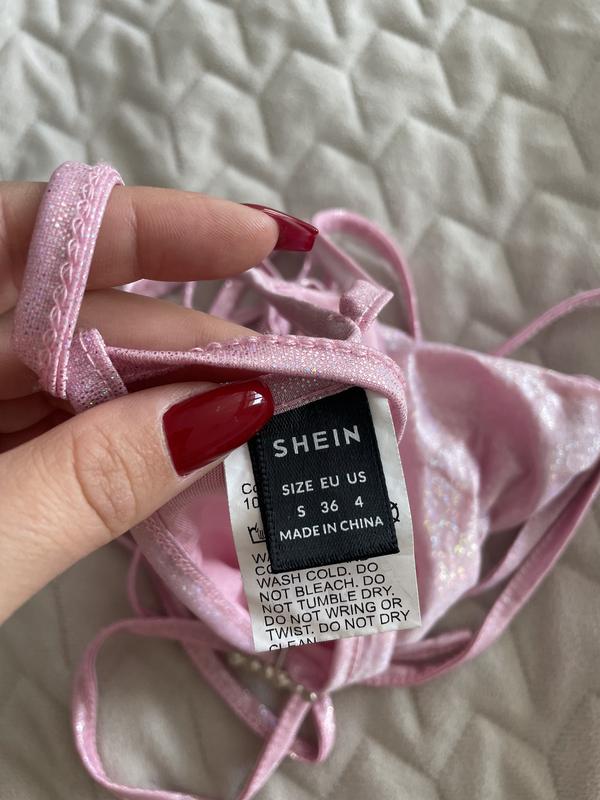 SHEIN
SIZE EU US
S 36 4
MADE IN CHINA
WASH COLD. DO
NOT BLEACH. DO
NOT TUMBLE DRY.
DO NOT WRING OR
TWIST. DO NOT DRY
CLEAN